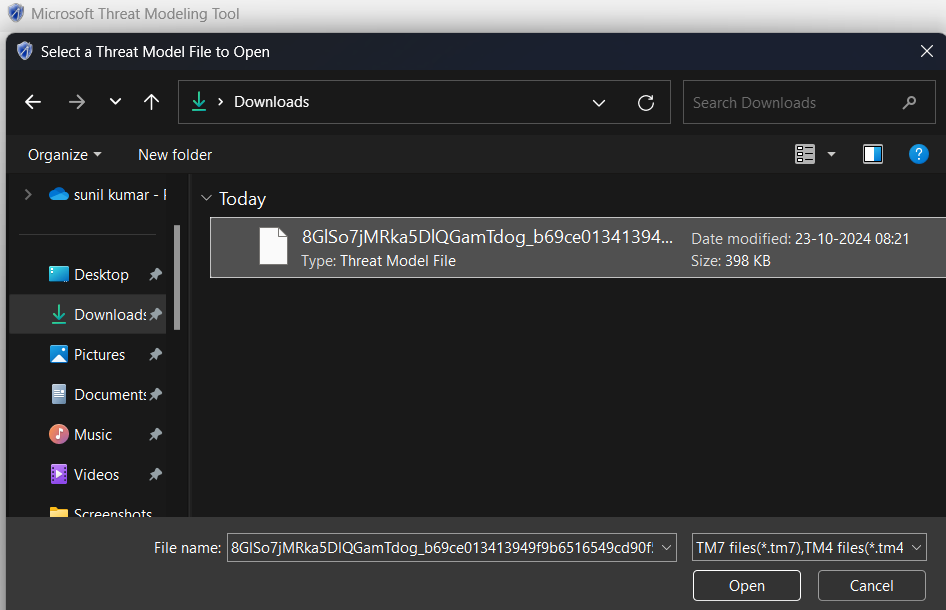 Microsoft Threat Modeling Tool
Select a Threat Model File to Open
Downloads
Search Downloads
Organize
New folder
sunil kumar -
Today
8GlSo7jMRka5DlQGamTdog_b69ce01341394...
Date modified: 23-10-2024 08:21
Type: Threat Model File
Size: 398 KB
Desktop
Downloads
Pictures
Documents
Music
Videos
Screenshots
File name:
8GlSo7jMRka5DlQGamTdog_b69ce013413949f9b6516549cd90f
TM7 files(*.tm7),TM4 files(*.tm4
Open
Cancel